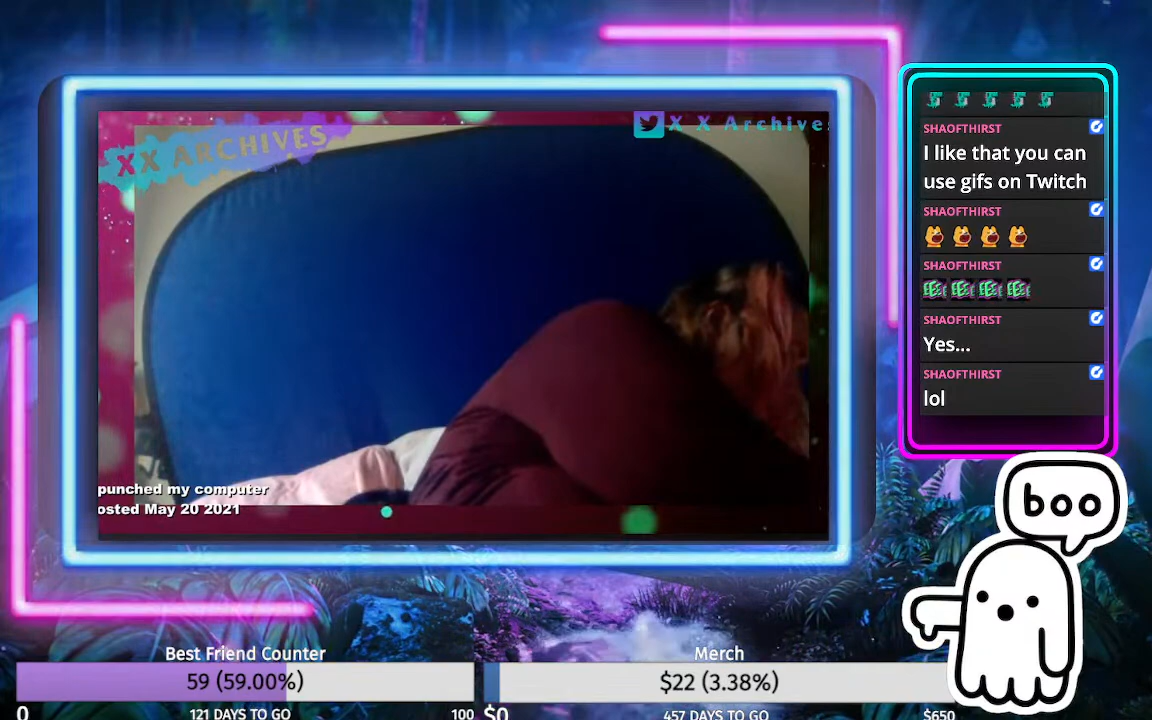 XX ARCHIVES
X X Archive
punched my computer
osted May 20 2021
SHAOFTHIRST
I like that you can
use gifs on Twitch
SHAOFTHIRST
SHAOFTHIRST
SHAOFTHIRST
Yes...
SHAOFTHIRST
lol
boo
Best Friend Counter
59 (59.00%)
0
121 DAYS TO GO
100
Merch
$22 (3.38%)
$0
457 DAYS TO GO
$650